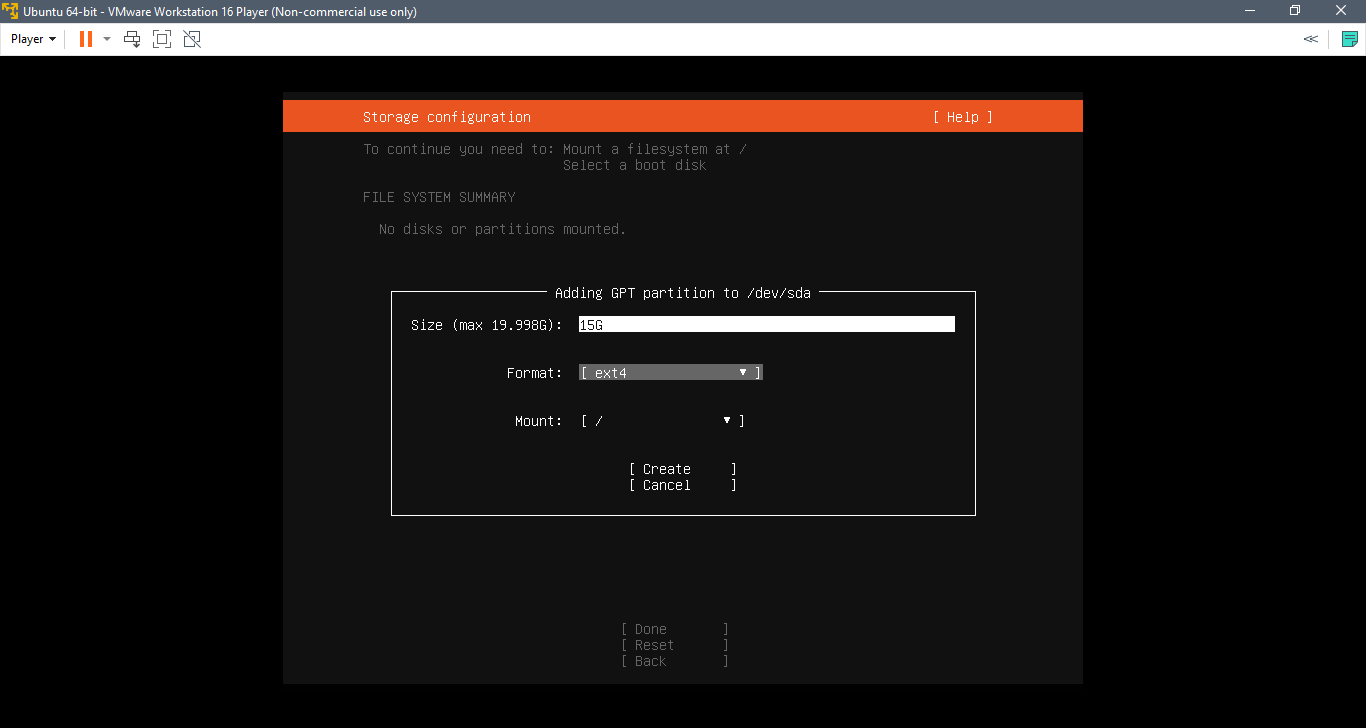 Ubuntu 64-bit - VMware Workstation 16 Player (Non-commercial use only)
Player
Storage configuration [ Help ]
To continue you need to: Mount a filesystem at /
Select a boot disk
FILE SYSTEM SUMMARY
No disks or partitions mounted.
Adding GPT partition to /dev/sda
Size (max 19.998G): 15G
Format: [ ext4 ▼ ]
Mount: [ / ▼ ]
[ Create ]
[ Cancel ]
[ Done ]
[ Reset ]
[ Back ]